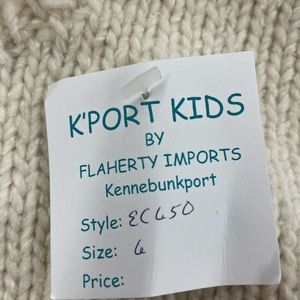 K'PORT KIDS
BY
FLAHERTY IMPORTS
Kennebunkport
Style: EC650
Size: 6
Price: